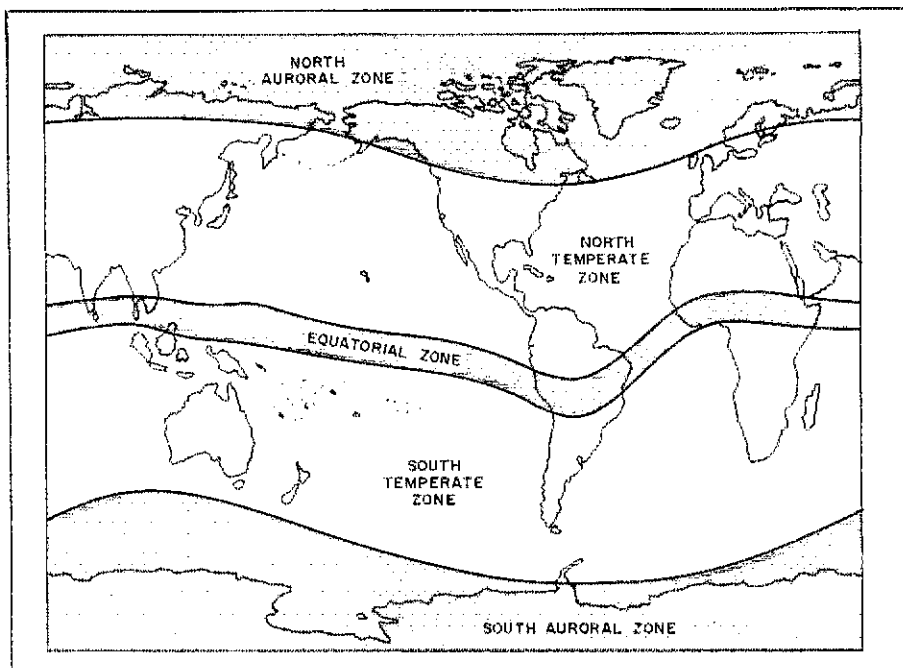 NORTH
AURORAL ZONE
NORTH
TEMPERATE
ZONE
EQUATORIAL ZONE
SOUTH
TEMPERATE
ZONE
SOUTH AURORAL ZONE